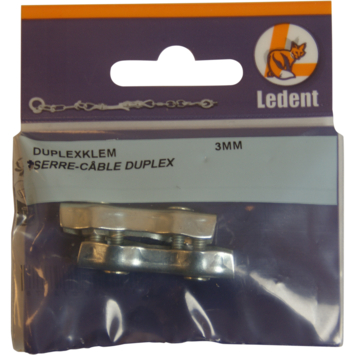 Ledent
DUPLEXKLEM 3MM
SERRE-CÂBLE DUPLEX